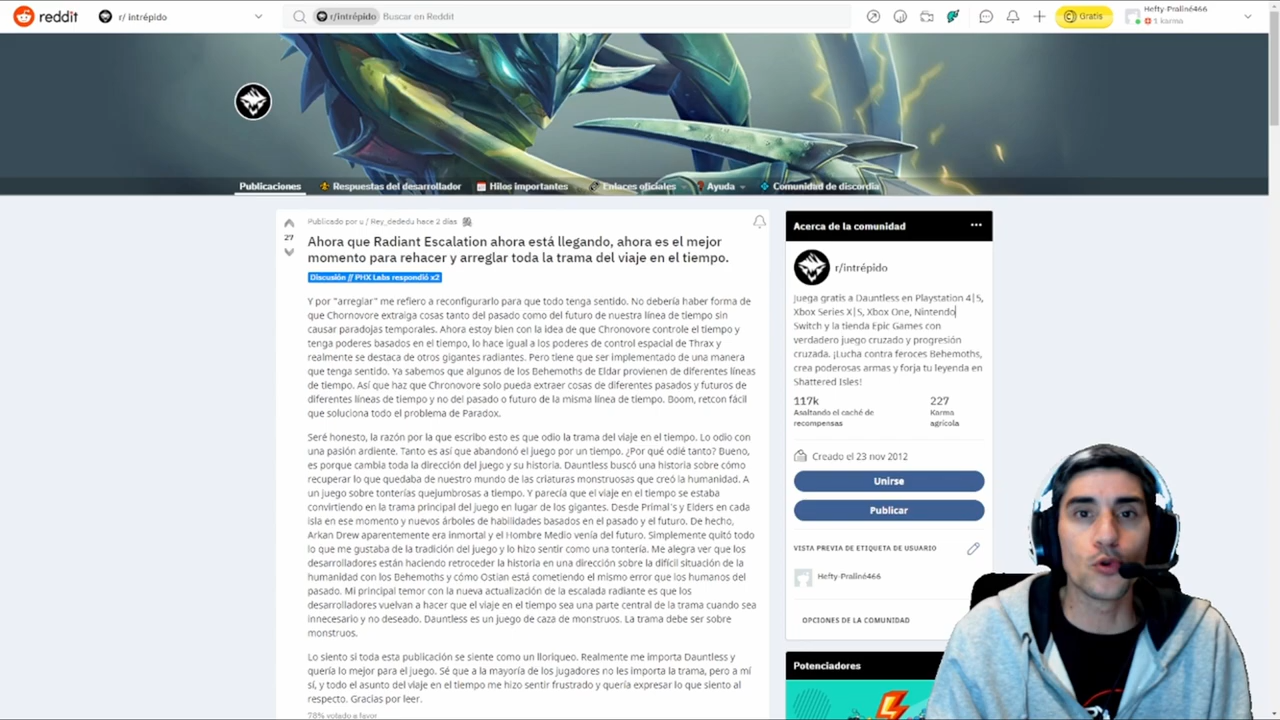 reddit
r/ intrépido
r/intrépido Buscar en Reddit
Gratis
Hefty-Praliné466
1 karma
Publicaciones Respuestas del desarrollador Hilos importantes Enlaces oficiales Ayuda Comunidad de discordia
Publicado por u / Rey_dededu hace 2 días
27
Ahora que Radiant Escalation ahora está llegando, ahora es el mejor
momento para rehacer y arreglar toda la trama del viaje en el tiempo.
Discusión // PHX Labs respondió x2
Y por "arreglar" me refiero a reconfigurarlo para que todo tenga sentido. No debería haber forma de
que Chornovore extraiga cosas tanto del pasado como del futuro de nuestra línea de tiempo sin
causar paradojas temporales. Ahora estoy bien con la idea de que Chronovore controle el tiempo y
tenga poderes basados en el tiempo, lo hace igual a los poderes de control espacial de Thrax y
realmente se destaca de otros gigantes radiantes. Pero tiene que ser implementado de una manera
que tenga sentido. Ya sabemos que algunos de los Behemoths de Eldar provienen de diferentes líneas
de tiempo. Así que haz que Chronovore solo pueda extraer cosas de diferentes pasados y futuros de
diferentes líneas de tiempo y no del pasado o futuro de la misma línea de tiempo. Boom, retcon fácil
que soluciona todo el problema de Paradox.
Seré honesto, la razón por la que escribo esto es que odio la trama del viaje en el tiempo. Lo odio con
una pasión ardiente. Tanto es así que abandonó el juego por un tiempo. ¿Por qué odié tanto? Bueno,
es porque cambia toda la dirección del juego y su historia. Dauntless buscó una historia sobre cómo
recuperar lo que quedaba de nuestro mundo de las criaturas monstruosas que creó la humanidad. A
un juego sobre tonterías quejumbrosas a tiempo. Y parecía que el viaje en el tiempo se estaba
convirtiendo en la trama principal del juego en lugar de los gigantes. Desde Primal's y Elders en cada
isla en ese momento y nuevos árboles de habilidades basados en el pasado y el futuro. De hecho,
Arkan Drew aparentemente era inmortal y el Hombre Medio venía del futuro. Simplemente quitó todo
lo que me gustaba de la tradición del juego y lo hizo sentir como una tontería. Me alegra ver que los
desarrolladores están haciendo retroceder la historia en una dirección sobre la difícil situación de la
humanidad con los Behemoths y cómo Ostian está cometiendo el mismo error que los humanos del
pasado. Mi principal temor con la nueva actualización de la escalada radiante es que los
desarrolladores vuelvan a hacer que el viaje en el tiempo sea una parte central de la trama cuando sea
innecesario y no deseado. Dauntless es un juego de caza de monstruos. La trama debe ser sobre
monstruos.
Lo siento si toda esta publicación se siente como un lloriqueo. Realmente me importa Dauntless y
quería lo mejor para el juego. Sé que a la mayoría de los jugadores no les importa la trama, pero a mí
sí, y todo el asunto del viaje en el tiempo me hizo sentir frustrado y quería expresar lo que siento al
respecto. Gracias por leer.
78% votado a favor
Acerca de la comunidad
r/intrépido
Juega gratis a Dauntless en Playstation 4|5,
Xbox Series X|S, Xbox One, Nintendo
Switch y la tienda Epic Games con
verdadero juego cruzado y progresión
cruzada. ¡Lucha contra feroces Behemoths,
crea poderosas armas y forja tu leyenda en
Shattered Isles!
117k 227
Asaltando el caché de Karma
recompensas agrícola
Creado el 23 nov 2012
Unirse
Publicar
VISTA PREVIA DE ETIQUETA DE USUARIO
Hefty-Praliné466
OPCIONES DE LA COMUNIDAD
Potenciadores